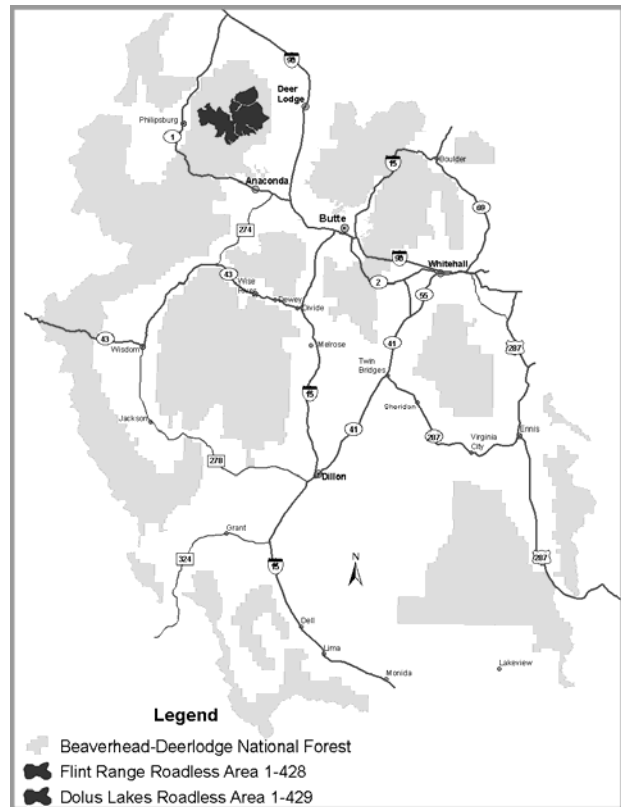 90
Deer
Lodge
Philipsburg
1
15
Boulder
Anaconda
69
274
Butte
90
Whitehall
43
Wise
River
2
55
Dewey
Divide
43
Wisdom
Melrose
41
287
Twin
Bridges
Jackson
15
Sheridan
41
287
Virginia
City
Ennis
278
Dillon
Grant
324
15
287
Dell
Lima
Monida
Lakeview
Legend
Beaverhead-Deerlodge National Forest
Flint Range Roadless Area 1-428
Dolus Lakes Roadless Area 1-429